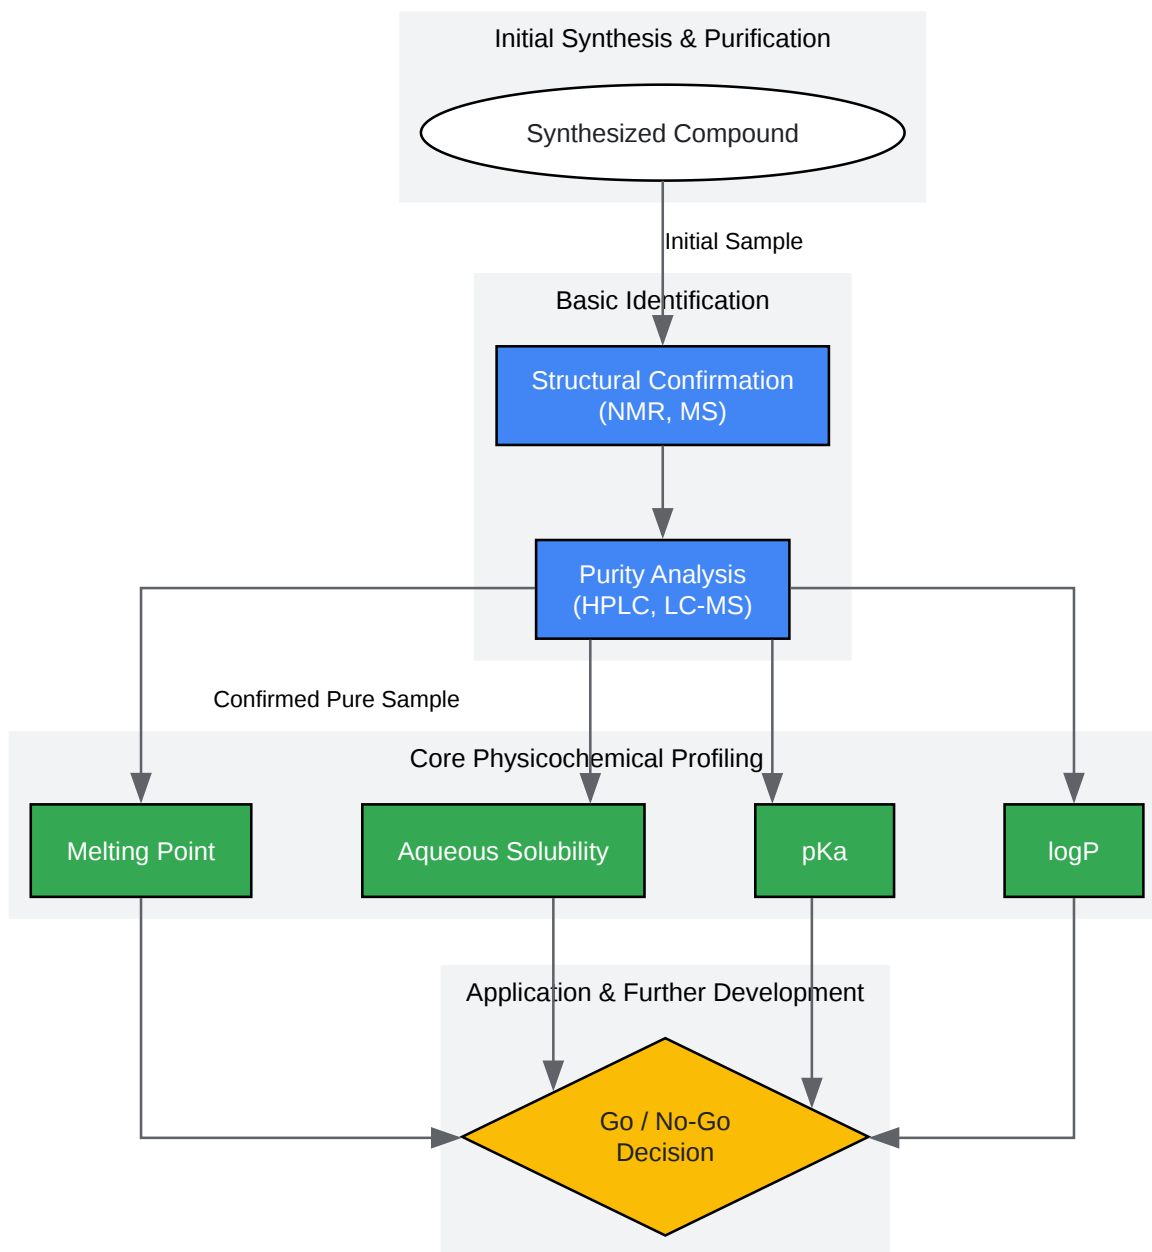 Initial Synthesis & Purification
Synthesized Compound
Initial Sample
Basic Identification
Structural Confirmation
(NMR, MS)
Purity Analysis
(HPLC, LC-MS)
Confirmed Pure Sample
Core Physicochemical Profiling
Melting Point
Aqueous Solubility
pKa
logP
Application & Further Development
Go / No-Go
Decision